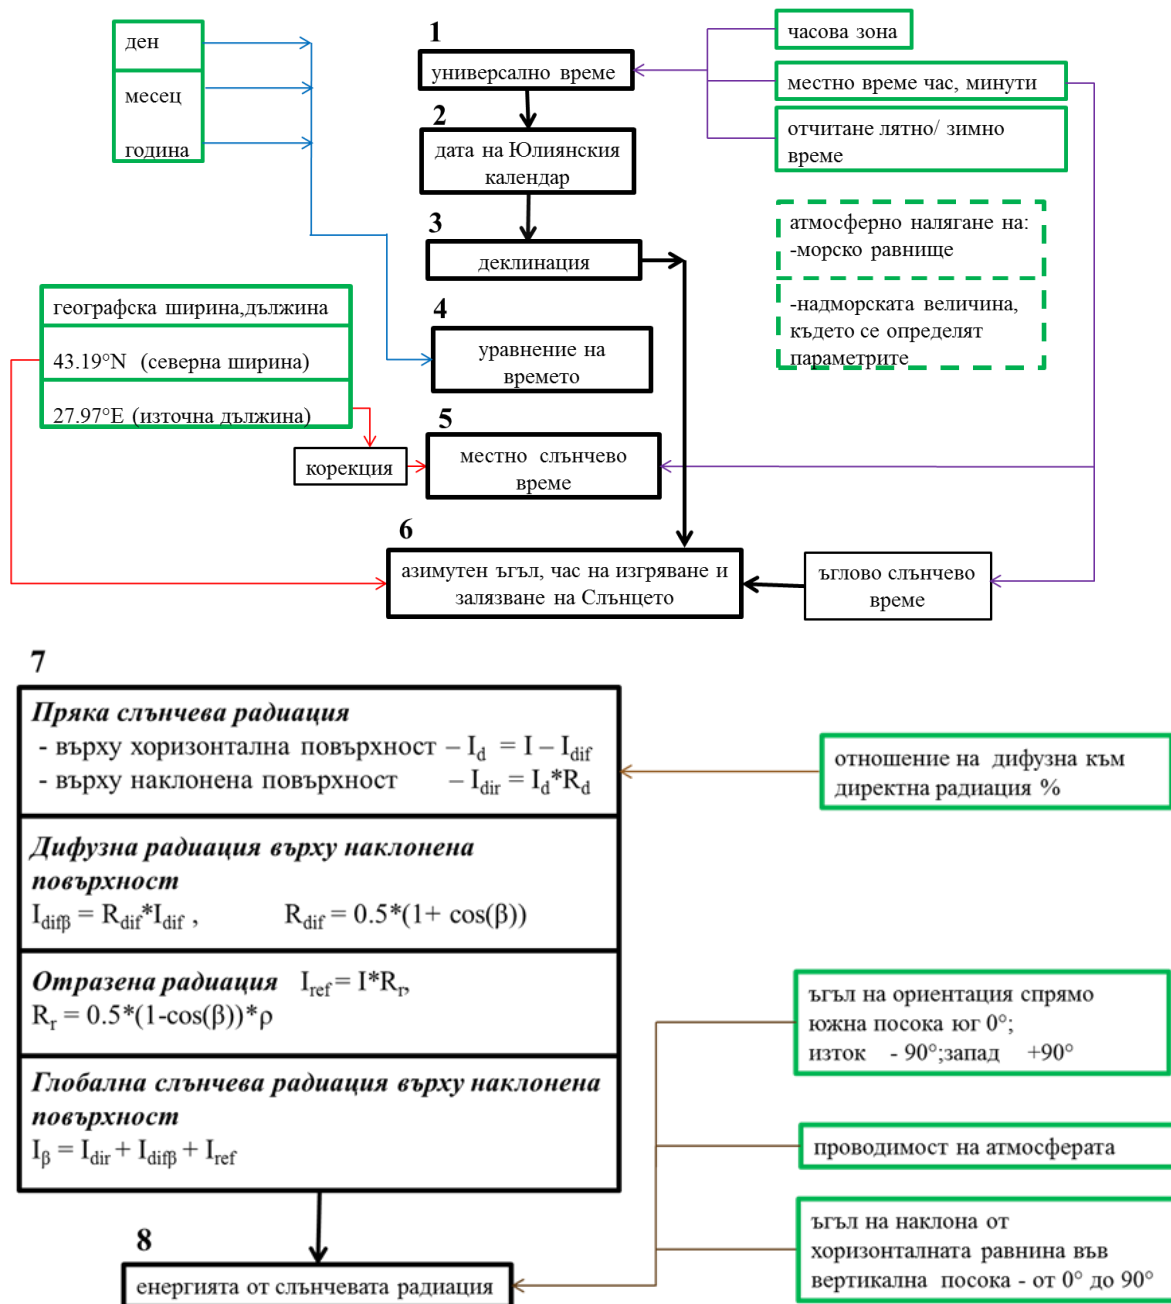 ден
месец
година
1
универсално време
часова зона
местно време час, минути
отчитане лятно/ зимно
време
2
дата на Юлиянския
календар
3
деклинация
атмосферно налягане на:
-морско равнище
-надморската величина,
където се определят
параметрите
географска ширина,дължина
43.19°N (северна ширина)
27.97°E (източна дължина)
4
уравнение на
времето
5
местно слънчево
време
корекция
6
азимутен ъгъл, час на изгряване и
залязване на Слънцето
ъглово слънчево
време
7
Пряка слънчева радиация
- върху хоризонтална повърхност – I_d = I – I_dif
- върху наклонена повърхност – I_dir = I_d*R_d
отношение на дифузна към
директна радиация %
Дифузна радиация върху наклонена
повърхност
I_difβ = R_dif*I_dif , R_dif = 0.5*(1+ cos(β))
Отразена радиация I_ref = I*R_r,
R_r = 0.5*(1-cos(β))*ρ
Глобална слънчева радиация върху наклонена
повърхност
I_β = I_dir + I_difβ + I_ref
ъгъл на ориентация спрямо
южна посока юг 0°;
изток - 90°;запад +90°
проводимост на атмосферата
ъгъл на наклона от
хоризонталната равнина във
вертикална посока - от 0° до 90°
8
енергията от слънчевата радиация